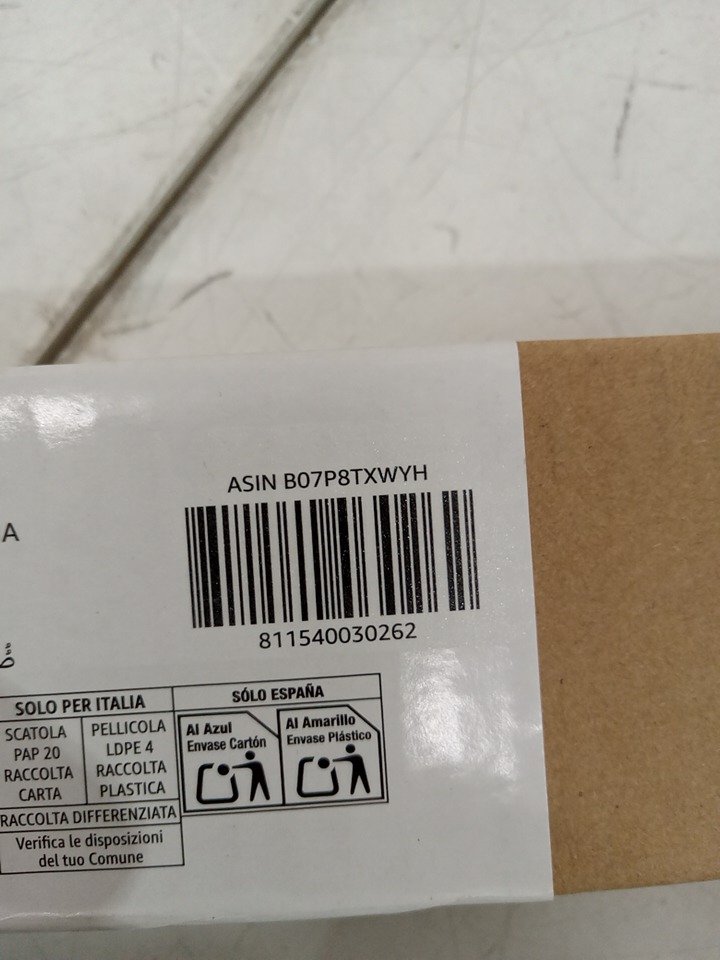 ASIN B07P8TXWYH
A
811540030262
SOLO PER ITALIA
SCATOLA
PAP 20
RACCOLTA
CARTA
PELLICOLA
LDPE 4
RACCOLTA
PLASTICA
RACCOLTA DIFFERENZIATA
Verifica le disposizioni
del tuo Comune
SÓLO ESPAÑA
Al Azul
Envase Cartón
Al Amarillo
Envase Plástico